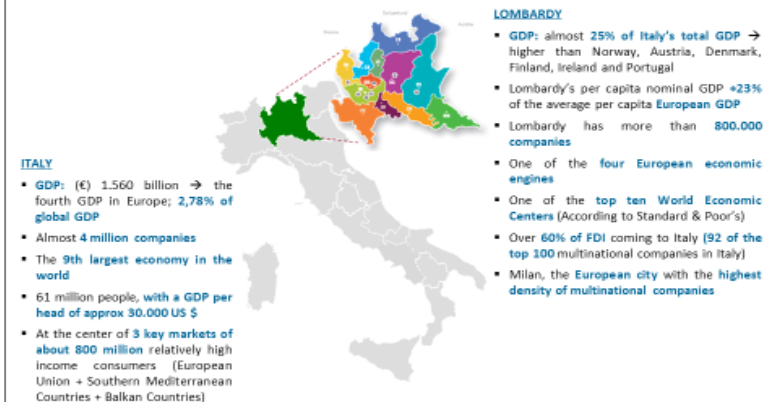 LOMBARDY
▪ GDP: almost 25% of Italy's total GDP →
higher than Norway, Austria, Denmark,
Finland, Ireland and Portugal
▪ Lombardy's per capita nominal GDP +23%
of the average per capita European GDP
▪ Lombardy has more than 800.000
companies
▪ One of the four European economic
engines
▪ One of the top ten World Economic
Centers (According to Standard & Poor's)
▪ Over 60% of FDI coming to Italy (92 of the
top 100 multinational companies in Italy)
▪ Milan, the European city with the highest
density of multinational companies
ITALY
▪ GDP: (€) 1.560 billion → the
fourth GDP in Europe; 2,78% of
global GDP
▪ Almost 4 million companies
▪ The 9th largest economy in the
world
▪ 61 million people, with a GDP per
head of approx 30.000 US $
▪ At the center of 3 key markets of
about 800 million relatively high
income consumers (European
Union + Southern Mediterranean
Countries + Balkan Countries)